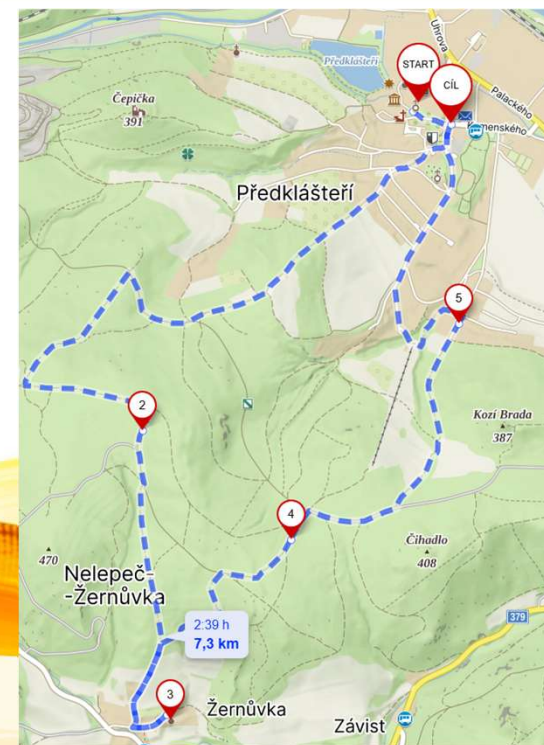 Uhrova
Předklášteří
START
CÍL
Palackého
Čepička
391
Předklášteří
5
2
Kozí Brada
387
4
Čihadlo
408
470
Nelepeč-
-Žernůvka
379
2:39 h
7,3 km
3
Žernůvka
Závist